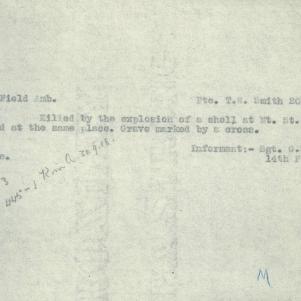 Field Amb. Pte. T.W. Smith 20
Killed by the explosion of a shell at Mt. St.
d at the same place. Grave marked by a cross.
Informant:- Sgt. G.
14th F
M